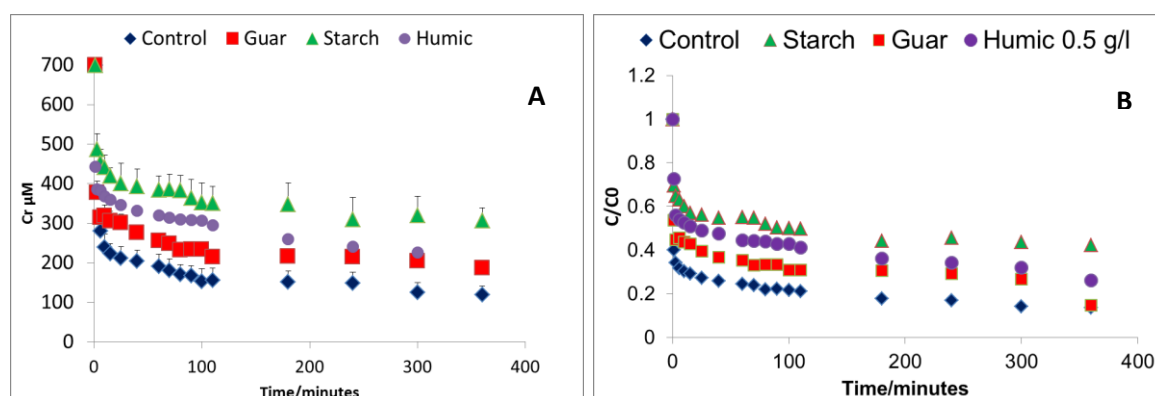 Control Guar Starch Humic
A
700
600
500
400
300
200
100
0
Cr µM
0 100 200 300 400
Time/minutes
Control Starch Guar Humic 0.5 g/l
B
1.2
1
0.8
0.6
0.4
0.2
0
C/C0
0 100 200 300 400
Time/minutes